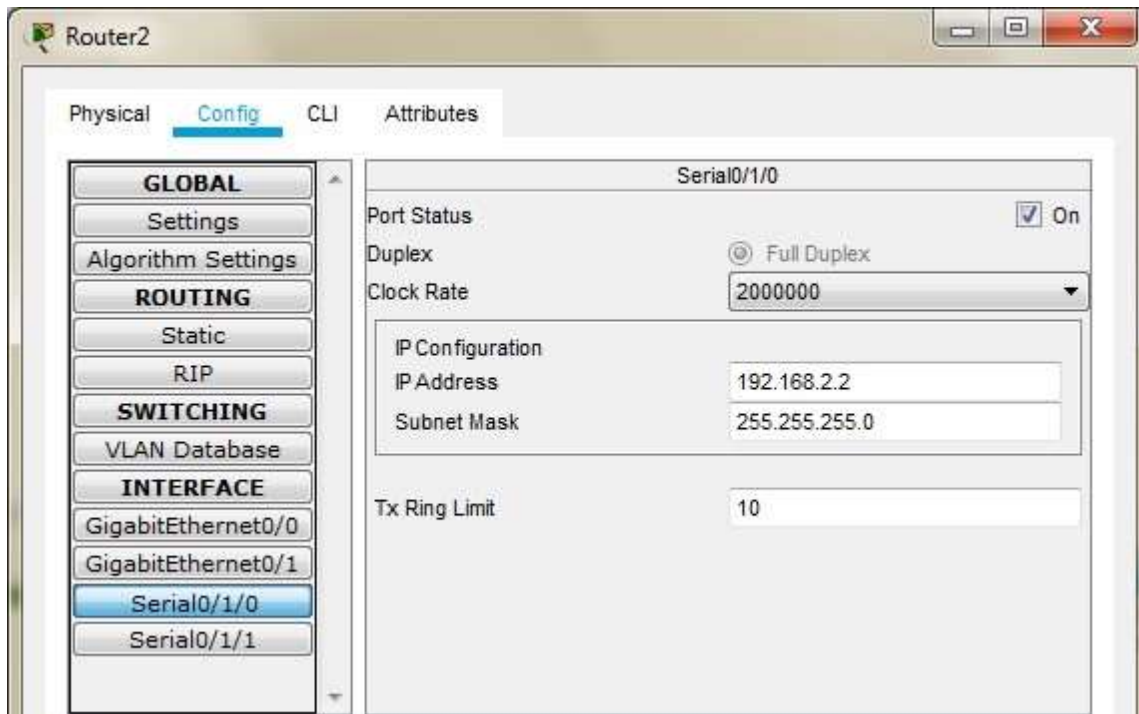 Router2
Physical Config CLI Attributes
GLOBAL
Settings
Algorithm Settings
ROUTING
Static
RIP
SWITCHING
VLAN Database
INTERFACE
GigabitEthernet0/0
GigabitEthernet0/1
Serial0/1/0
Serial0/1/1
Serial0/1/0
Port Status On
Duplex Full Duplex
Clock Rate 2000000
IP Configuration
IP Address 192.168.2.2
Subnet Mask 255.255.255.0
Tx Ring Limit 10